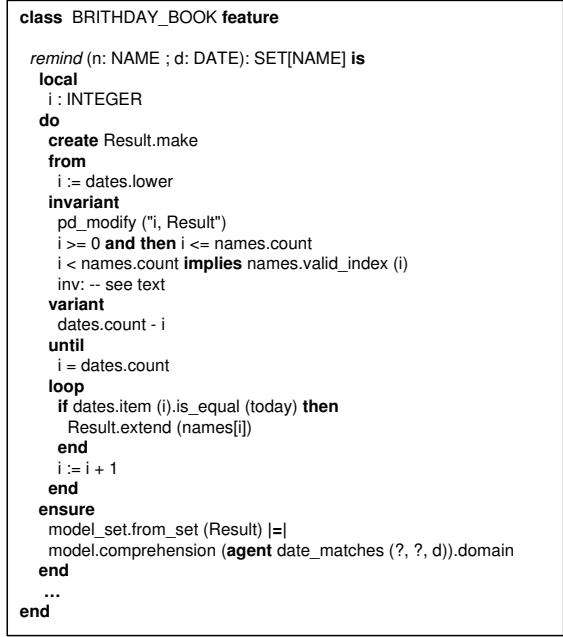 class BRITHDAY_BOOK feature
remind (n: NAME ; d: DATE): SET[NAME] is
local
i : INTEGER
do
create Result.make
from
i := dates.lower
invariant
pd_modify ("i, Result")
i >= 0 and then i <= names.count
i < names.count implies names.valid_index (i)
inv: -- see text
variant
dates.count - i
until
i = dates.count
loop
if dates.item (i).is_equal (today) then
Result.extend (names[i])
end
i := i + 1
end
ensure
model_set.from_set (Result) |=|
model.comprehension (agent date_matches (?, ?, d)).domain
end
...
end